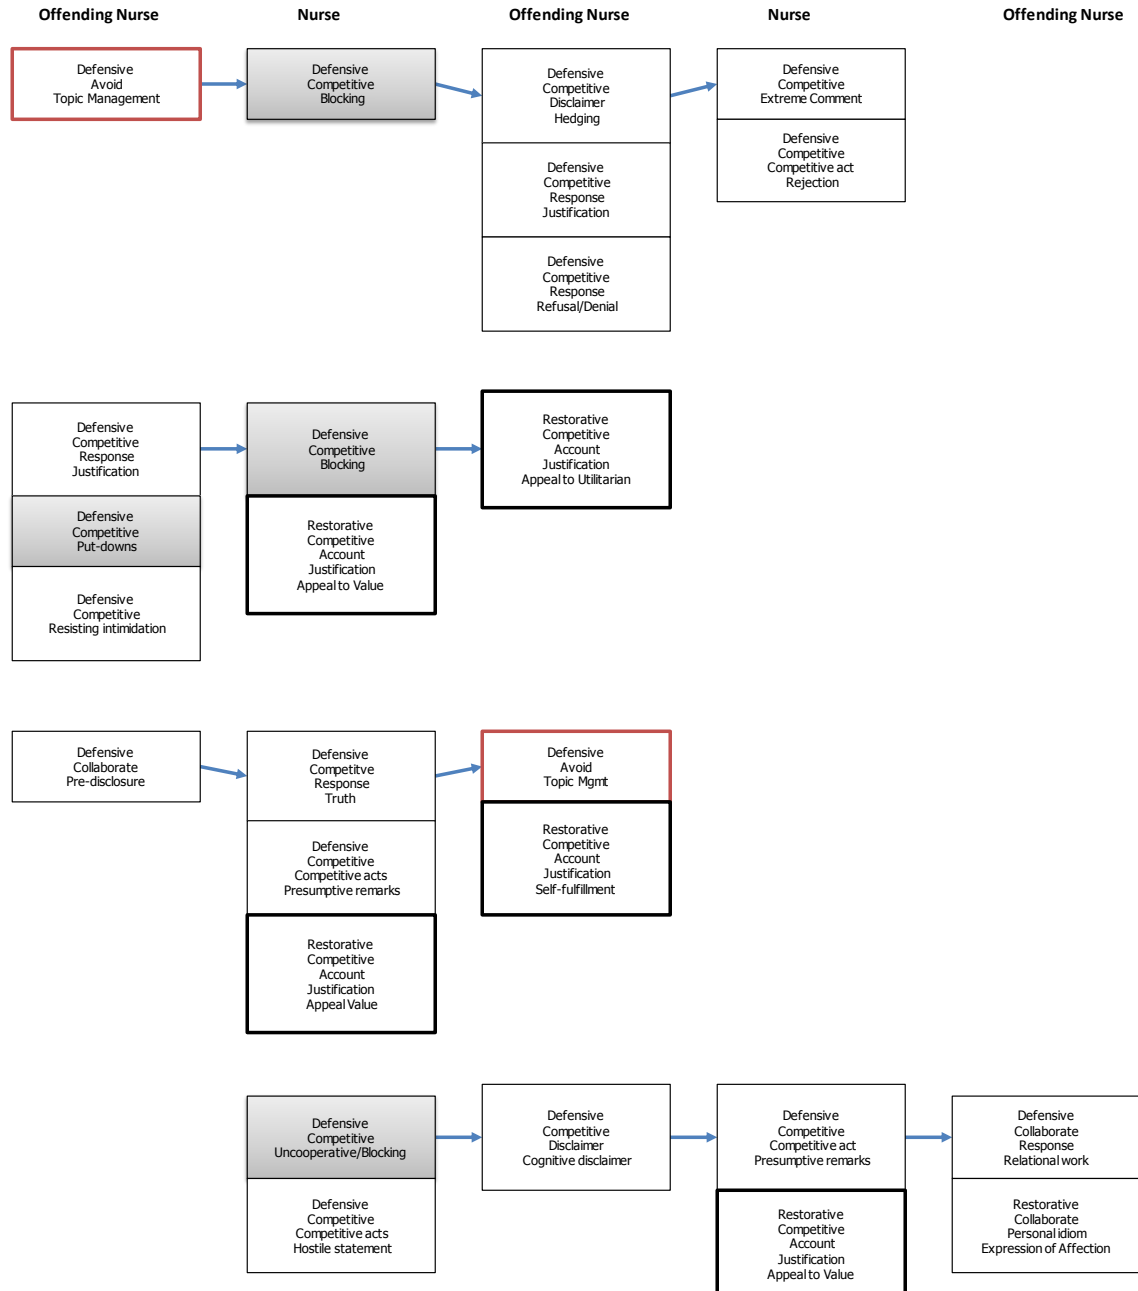 Offending Nurse
Nurse
Offending Nurse
Nurse
Offending Nurse
Defensive
Avoid
Topic Management
Defensive
Competitive
Blocking
Defensive
Competitive
Disclaimer
Hedging
Defensive
Competitive
Response
Justification
Defensive
Competitive
Response
Refusal/Denial
Defensive
Competitive
Extreme Comment
Defensive
Competitive
Competitive act
Rejection
Defensive
Competitive
Response
Justification
Defensive
Competitive
Put-downs
Defensive
Competitive
Resisting intimidation
Defensive
Competitive
Blocking
Restorative
Competitive
Account
Justification
Appeal to Value
Restorative
Competitive
Account
Justification
Appeal to Utilitarian
Defensive
Collaborate
Pre-disclosure
Defensive
Competitve
Response
Truth
Defensive
Competitive
Competitive acts
Presumptive remarks
Restorative
Competitive
Account
Justification
Appeal Value
Defensive
Avoid
Topic Mgmt
Restorative
Competitive
Account
Justification
Self-fulfillment
Defensive
Competitive
Uncooperative/Blocking
Defensive
Competitive
Competitive acts
Hostile statement
Defensive
Competitive
Disclaimer
Cognitive disclaimer
Defensive
Competitive
Competitive act
Presumptive remarks
Restorative
Competitive
Account
Justification
Appeal to Value
Defensive
Collaborate
Response
Relational work
Restorative
Collaborate
Personal idiom
Expression of Affection